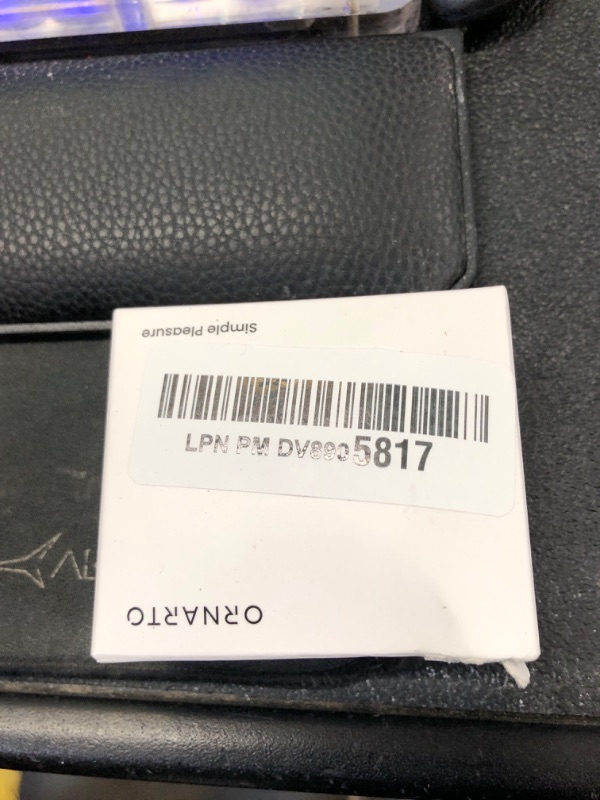 Simple Pleasure
LPN PM DV8905817
ORNARTO